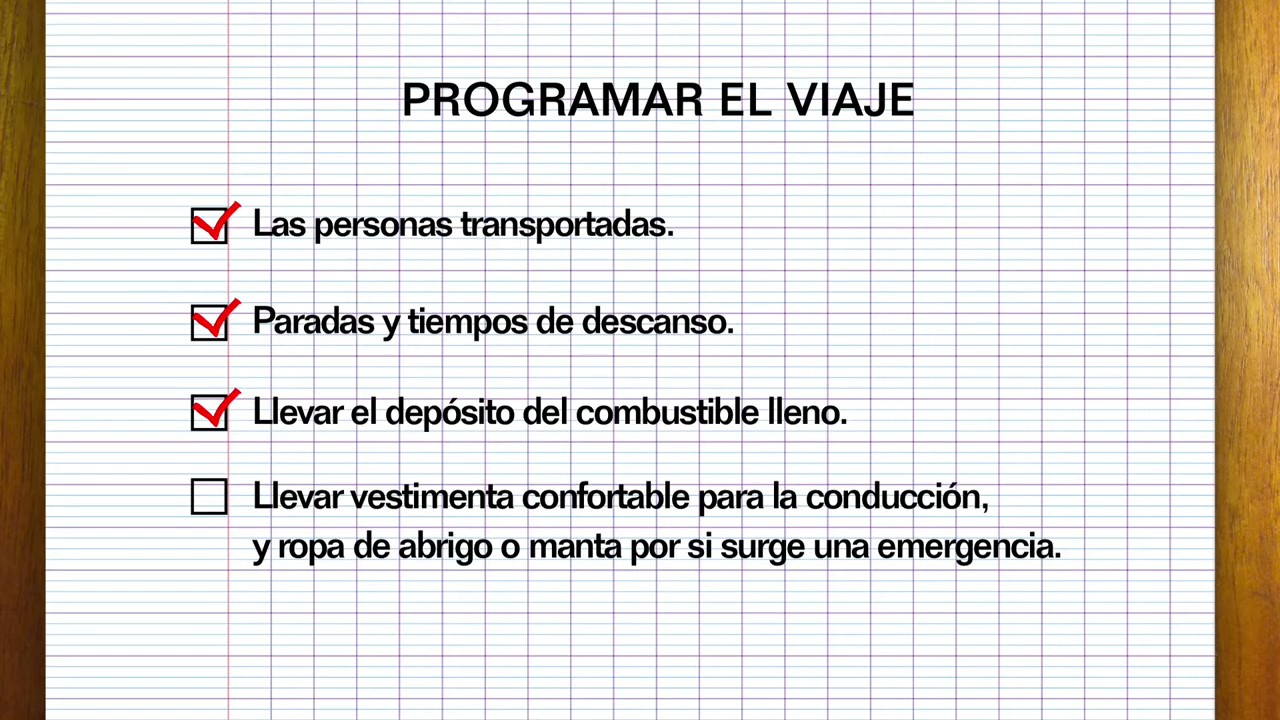 PROGRAMAR EL VIAJE
Las personas transportadas.
Paradas y tiempos de descanso.
Llevar el depósito del combustible lleno.
Llevar vestimenta confortable para la conducción,
y ropa de abrigo o manta por si surge una emergencia.